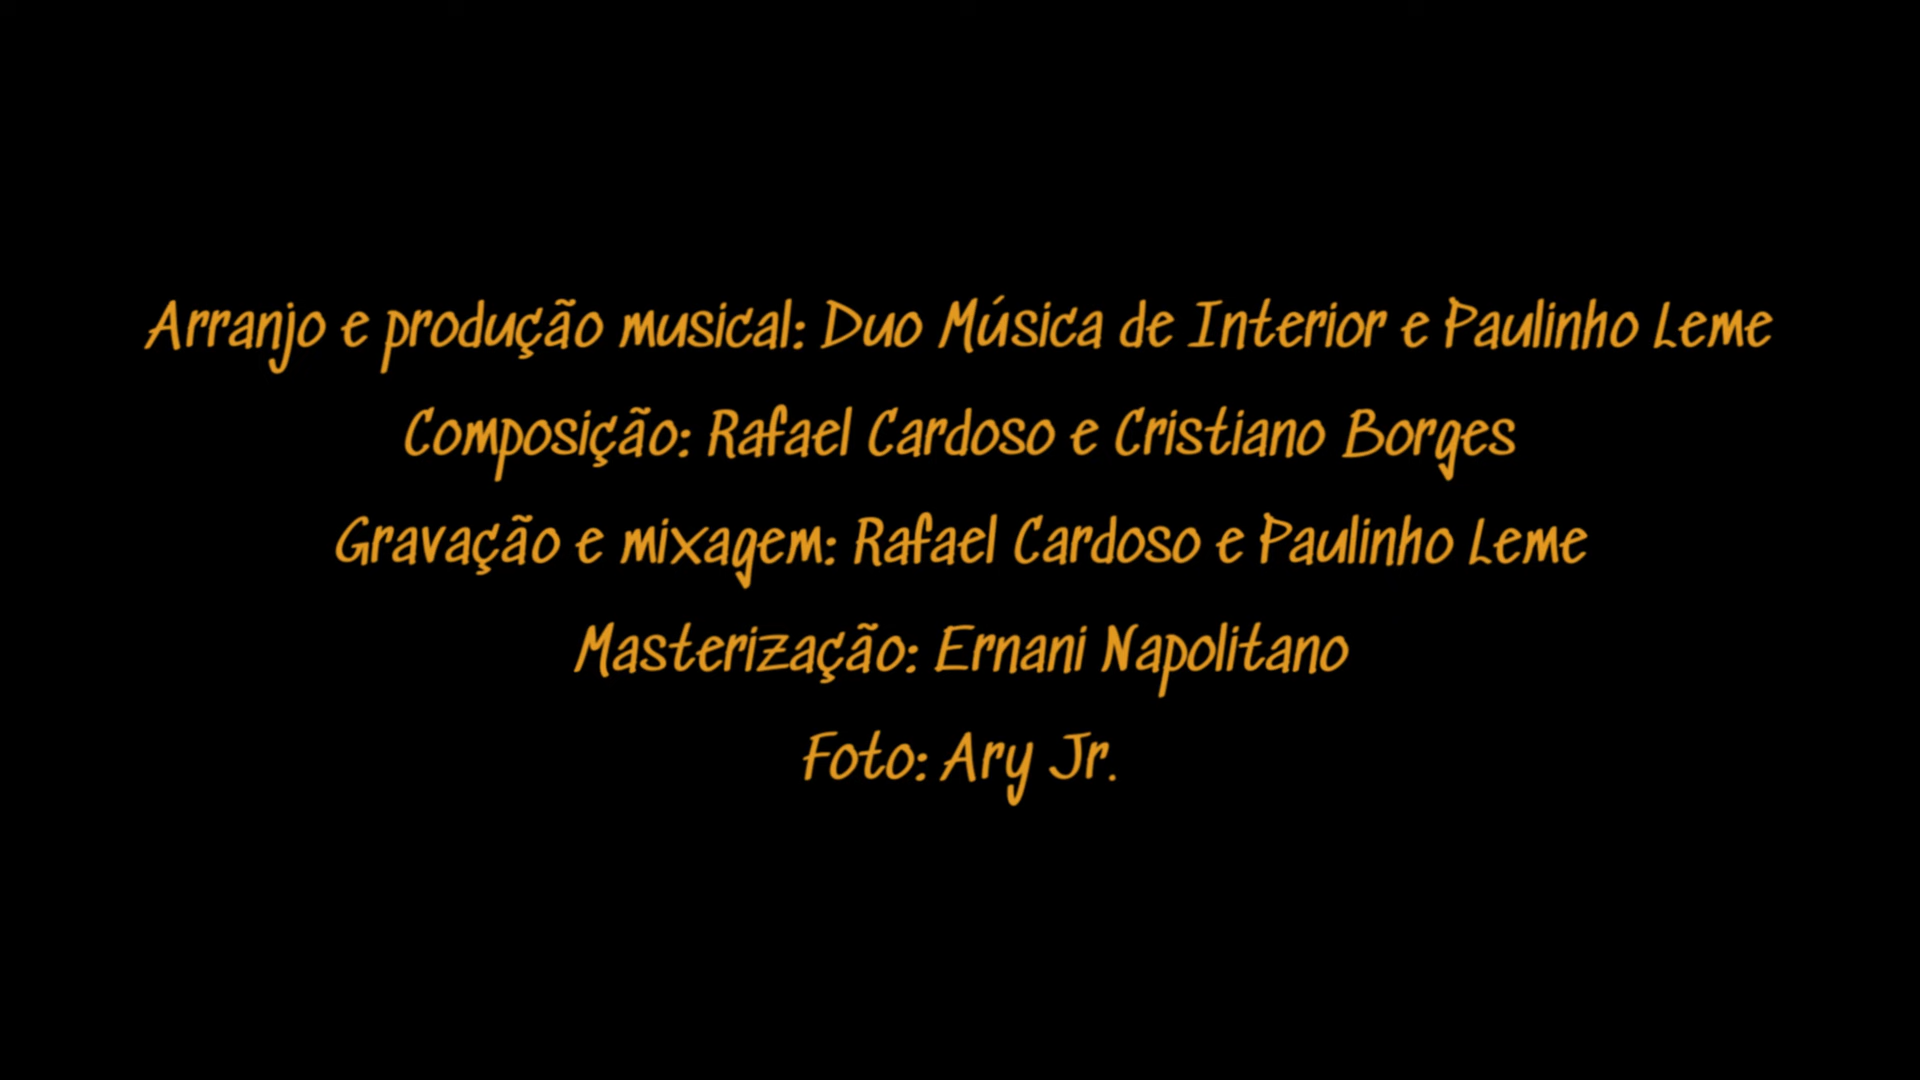 Arranjo e produção musical: Duo Música de Interior e Paulinho Leme
Composição: Rafael Cardoso e Cristiano Borges
Gravação e mixagem: Rafael Cardoso e Paulinho Leme
Masterização: Ernani Napolitano
Foto: Ary Jr.